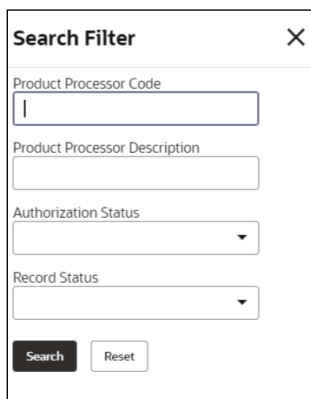 Search Filter
Product Processor Code
Product Processor Description
Authorization Status
Record Status
Search Reset